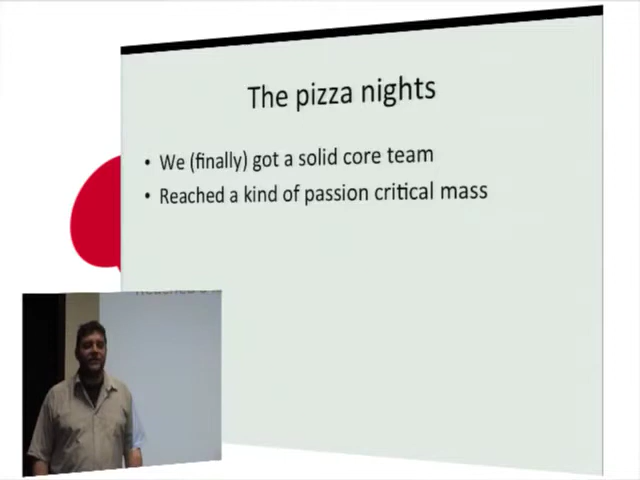 The pizza nights
• We (finally) got a solid core team
• Reached a kind of passion critical mass